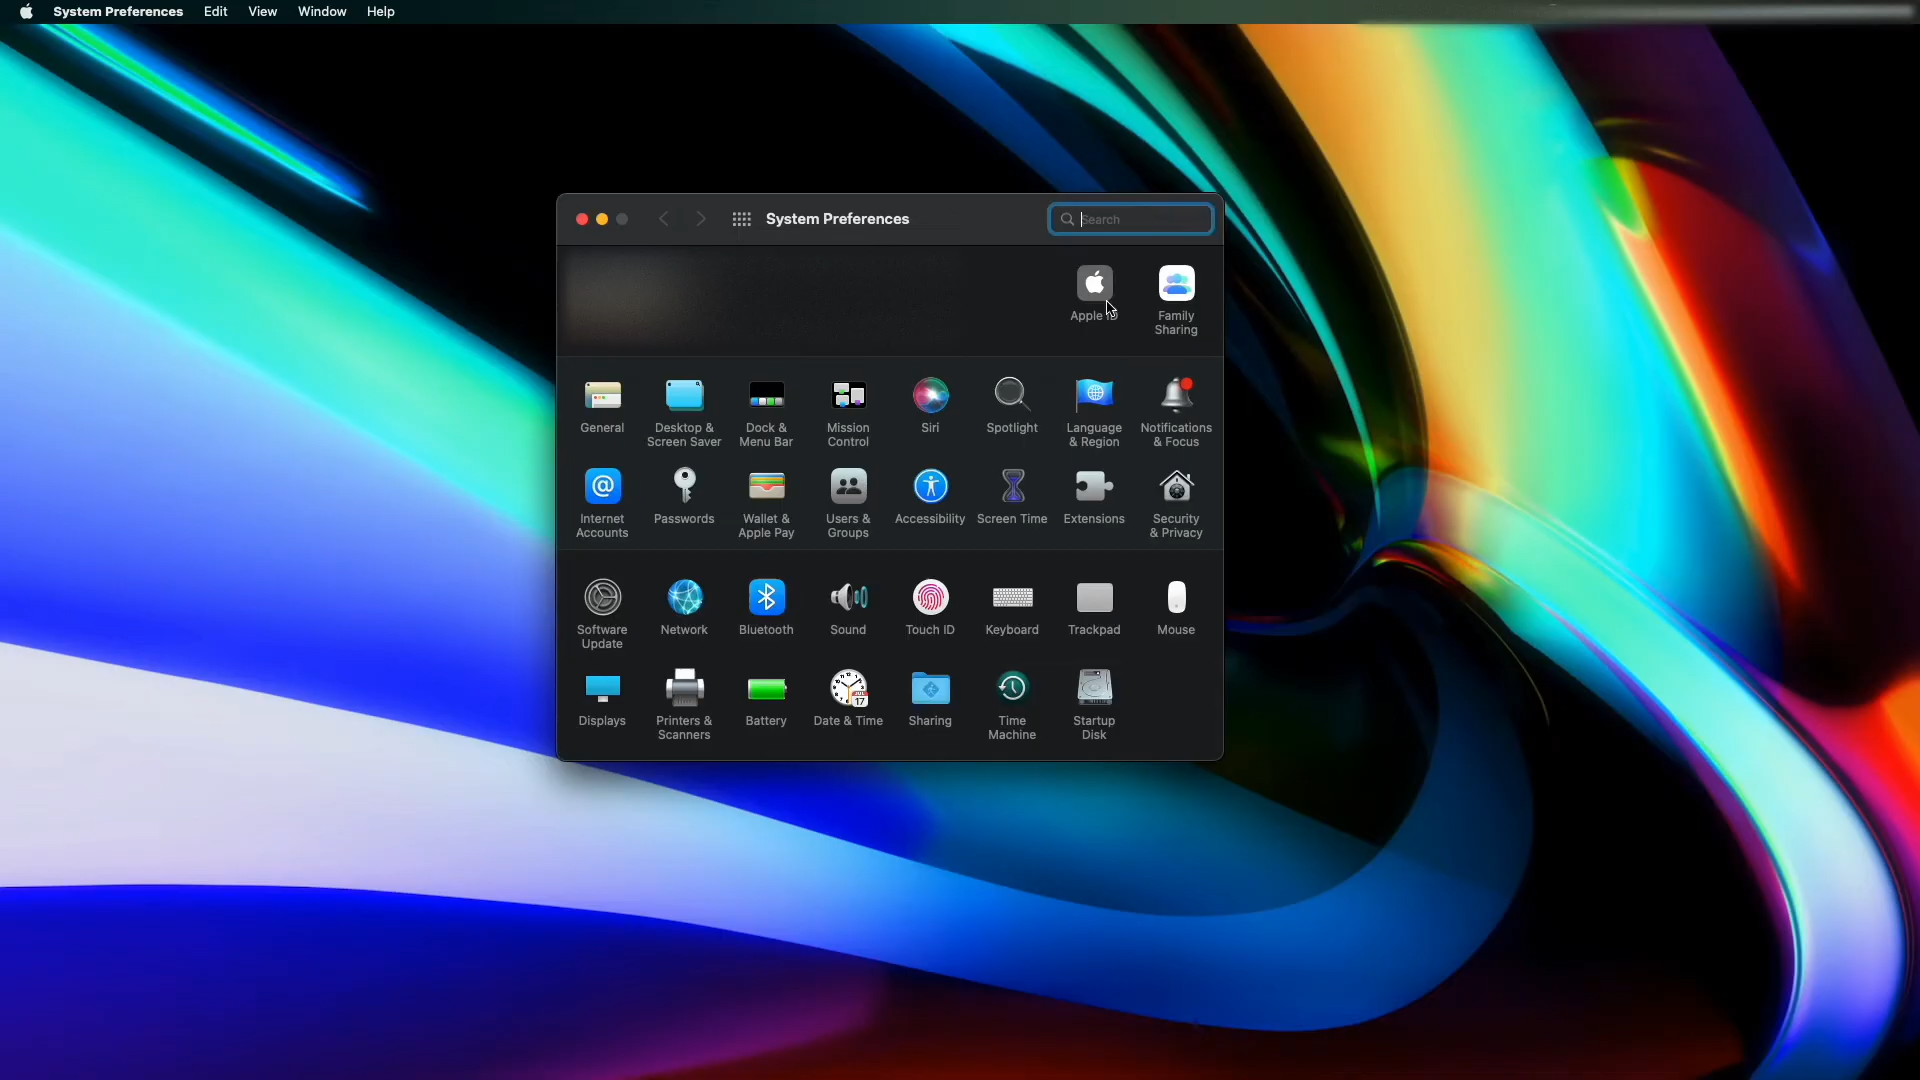 System Preferences Edit View Window Help
System Preferences
Search
Apple ID
Family
Sharing
General
Desktop &
Screen Saver
Dock &
Menu Bar
Mission
Control
Siri
Spotlight
Language
& Region
Notifications
& Focus
@
Internet
Accounts
Passwords
Wallet &
Apple Pay
Users &
Groups
Accessibility
Screen Time
Extensions
Security
& Privacy
Software
Update
Network
Bluetooth
Sound
Touch ID
Keyboard
Trackpad
Mouse
Displays
Printers &
Scanners
Battery
JUL
17
Date & Time
Sharing
Time
Machine
Startup
Disk